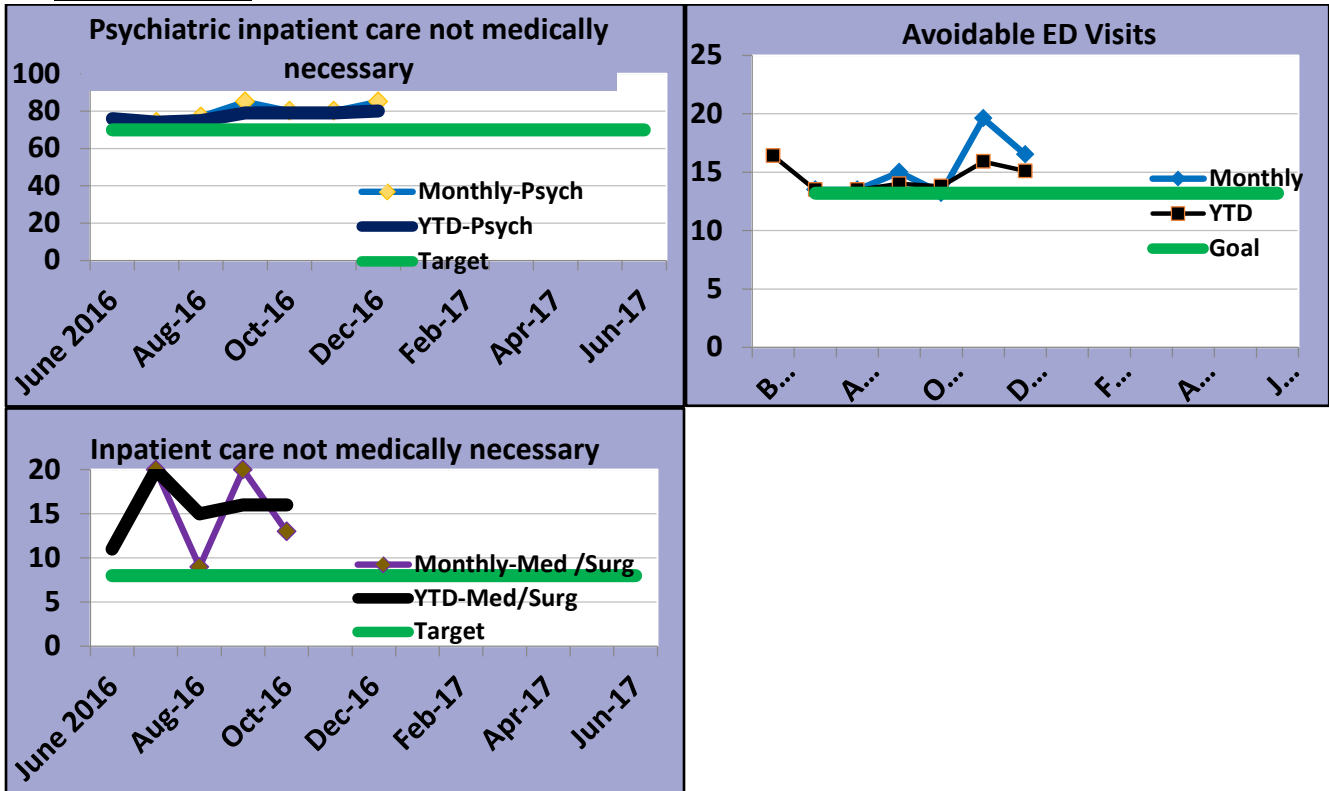 Psychiatric inpatient care not medically
necessary
100
80
60
40
20
0
Monthly-Psych
YTD-Psych
Target
June 2016
Aug-16
Oct-16
Dec-16
Feb-17
Apr-17
Jun-17
Avoidable ED Visits
25
20
15
10
5
0
Monthly
YTD
Goal
B...
A...
O...
D...
F...
A...
J...
Inpatient care not medically necessary
20
15
10
5
0
Monthly-Med /Surg
YTD-Med/Surg
Target
June 2016
Aug-16
Oct-16
Dec-16
Feb-17
Apr-17
Jun-17